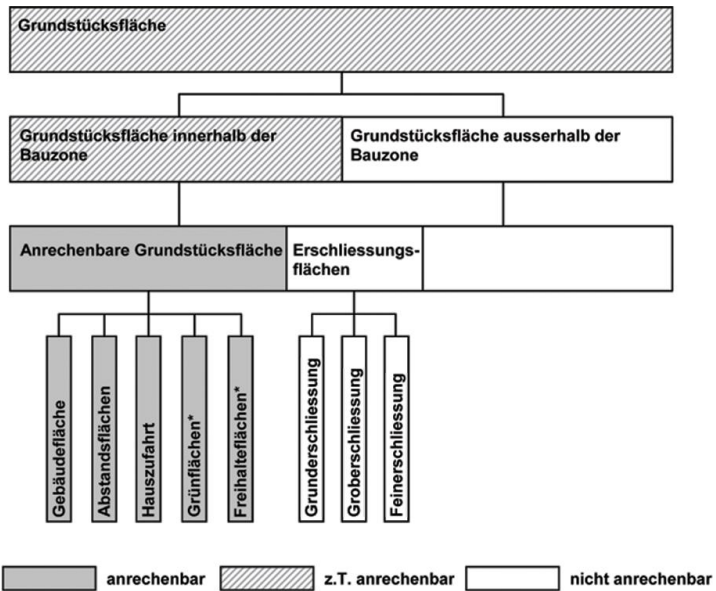 Grundstücksfläche
Grundstücksfläche innerhalb der
Bauzone
Grundstücksfläche ausserhalb der
Bauzone
Anrechenbare Grundstücksfläche
Erschliessungs-
flächen
Gebäudefläche
Abstandsflächen
Hauszufahrt
Grünflächen*
Freihalteflächen*
Grunderschliessung
Groberschliessung
Feinerschliessung
anrechenbar
z.T. anrechenbar
nicht anrechenbar